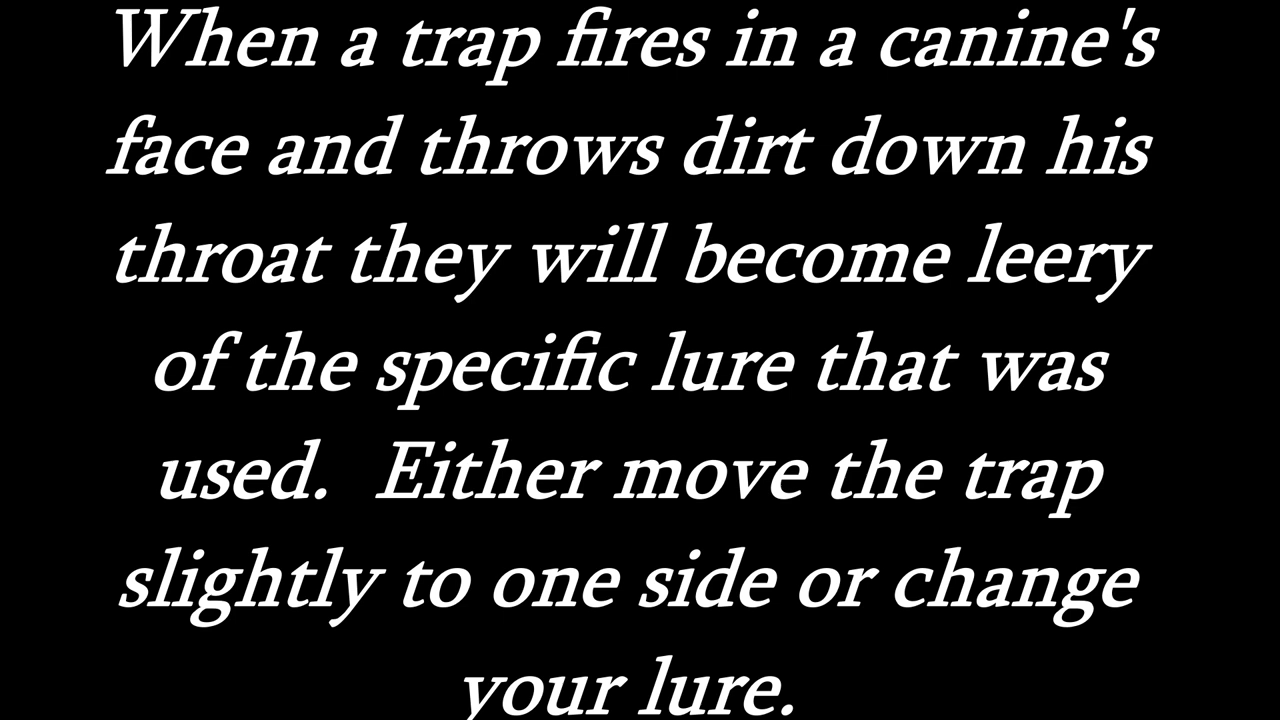 When a trap fires in a canine's
face and throws dirt down his
throat they will become leery
of the specific lure that was
used.  Either move the trap
slightly to one side or change
your lure.